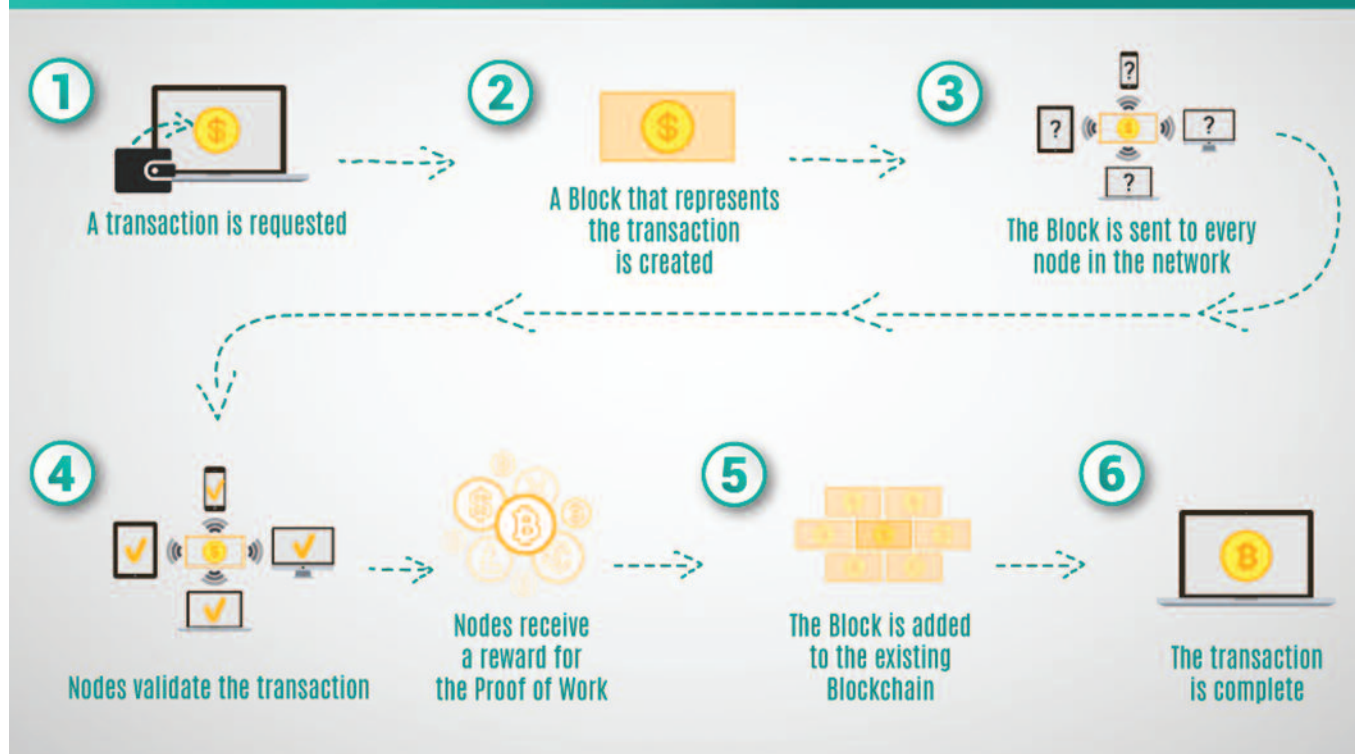 1
A transaction is requested
2
A Block that represents
the transaction
is created
3
?
?
?
?
The Block is sent to every
node in the network
4
Nodes validate the transaction
Nodes receive
a reward for
the Proof of Work
5
The Block is added
to the existing
Blockchain
6
The transaction
is complete